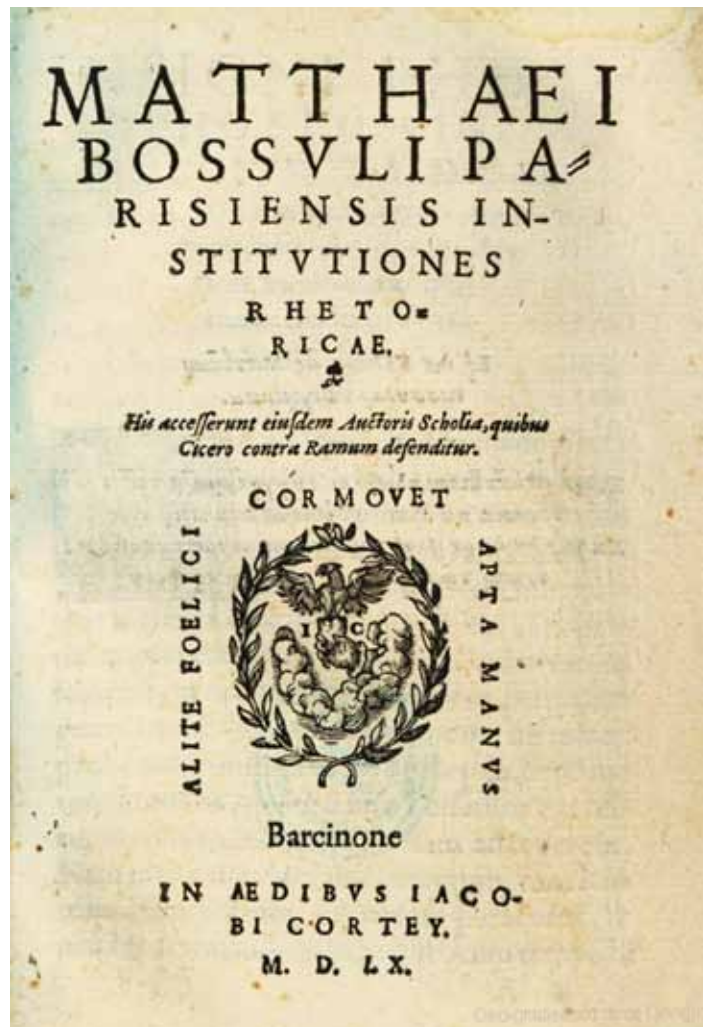 MATTHAEI
BOSSVLI PA⸗
RISIENSIS IN-
STITVTIONES
RHETO⸗
RICAE.
His acceſſerunt eiuſdem Auctoris Scholia, quibus
Cicero contra Ramum defenditur.
COR MOVET
ALITE FOELICI
APTA MANVS
I C
Barcinone
IN AEDIBVS IACO-
BI CORTEY.
M. D. LX.